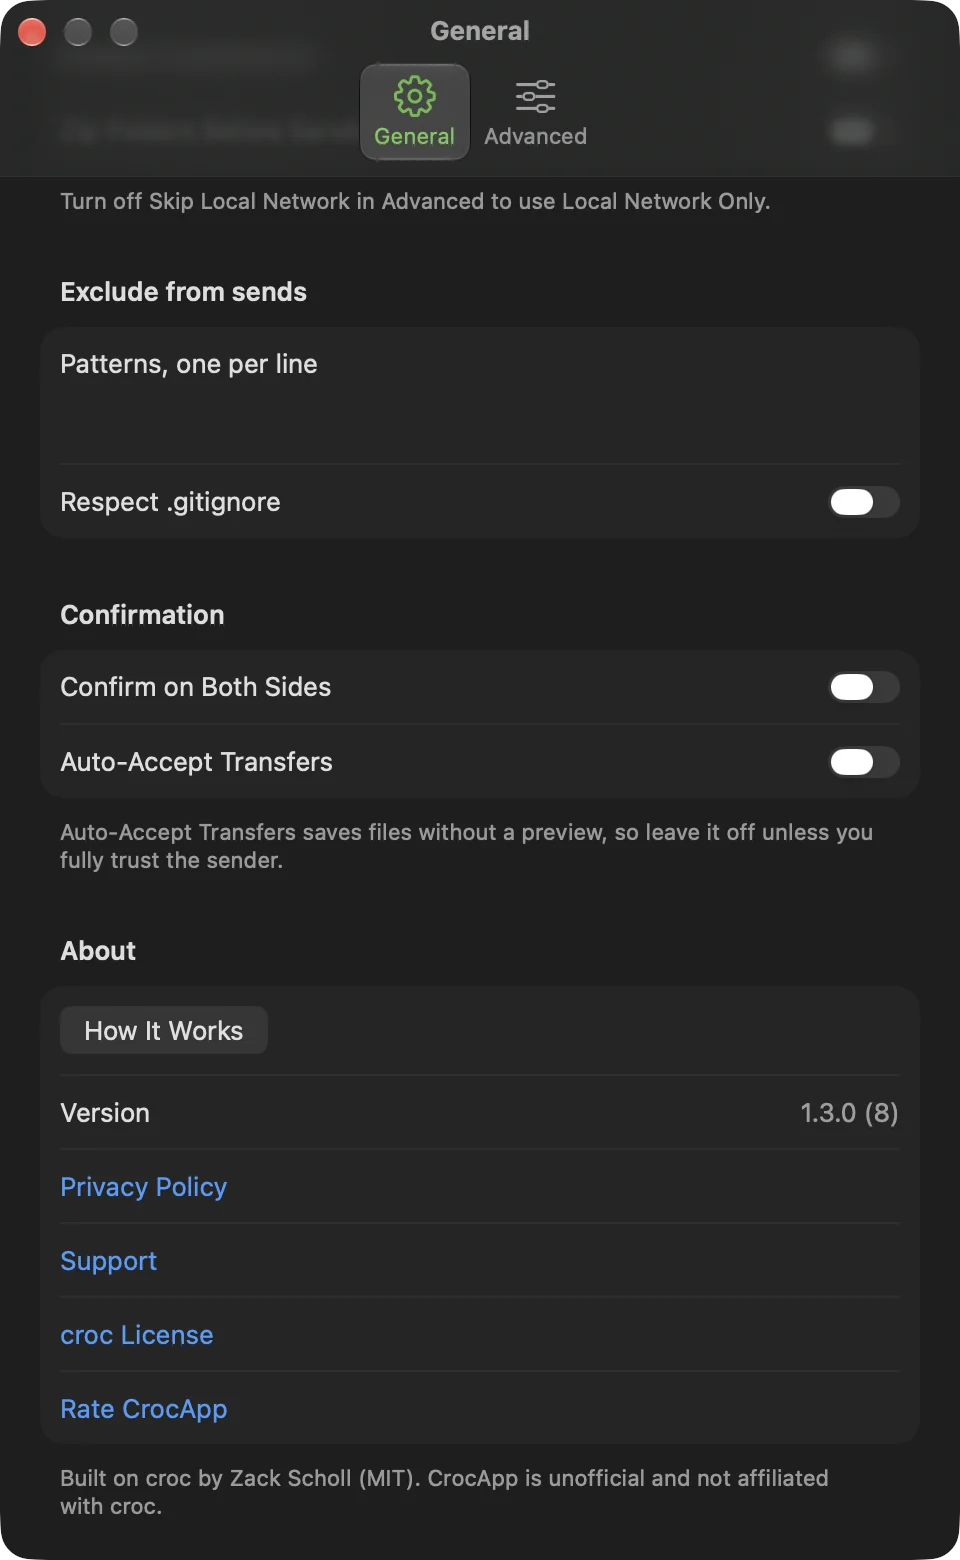 General
General
Advanced
Turn off Skip Local Network in Advanced to use Local Network Only.
Exclude from sends
Patterns, one per line
Respect .gitignore
Confirmation
Confirm on Both Sides
Auto-Accept Transfers
Auto-Accept Transfers saves files without a preview, so leave it off unless you
fully trust the sender.
About
How It Works
Version
1.3.0 (8)
Privacy Policy
Support
croc License
Rate CrocApp
Built on croc by Zack Scholl (MIT). CrocApp is unofficial and not affiliated
with croc.